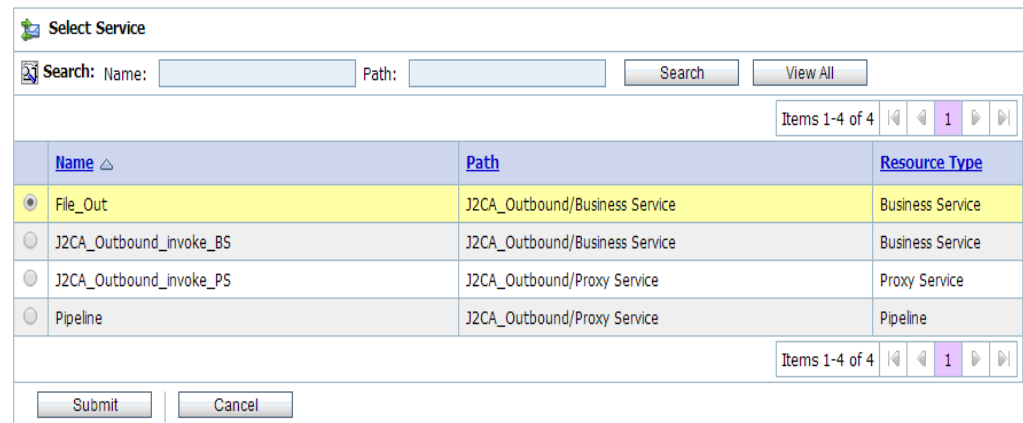 Select Service
Search: Name: Path: Search View All
Items 1-4 of 4 1
Name Path Resource Type
File_Out J2CA_Outbound/Business Service Business Service
J2CA_Outbound_invoke_BS J2CA_Outbound/Business Service Business Service
J2CA_Outbound_invoke_PS J2CA_Outbound/Proxy Service Proxy Service
Pipeline J2CA_Outbound/Proxy Service Pipeline
Items 1-4 of 4 1
Submit Cancel